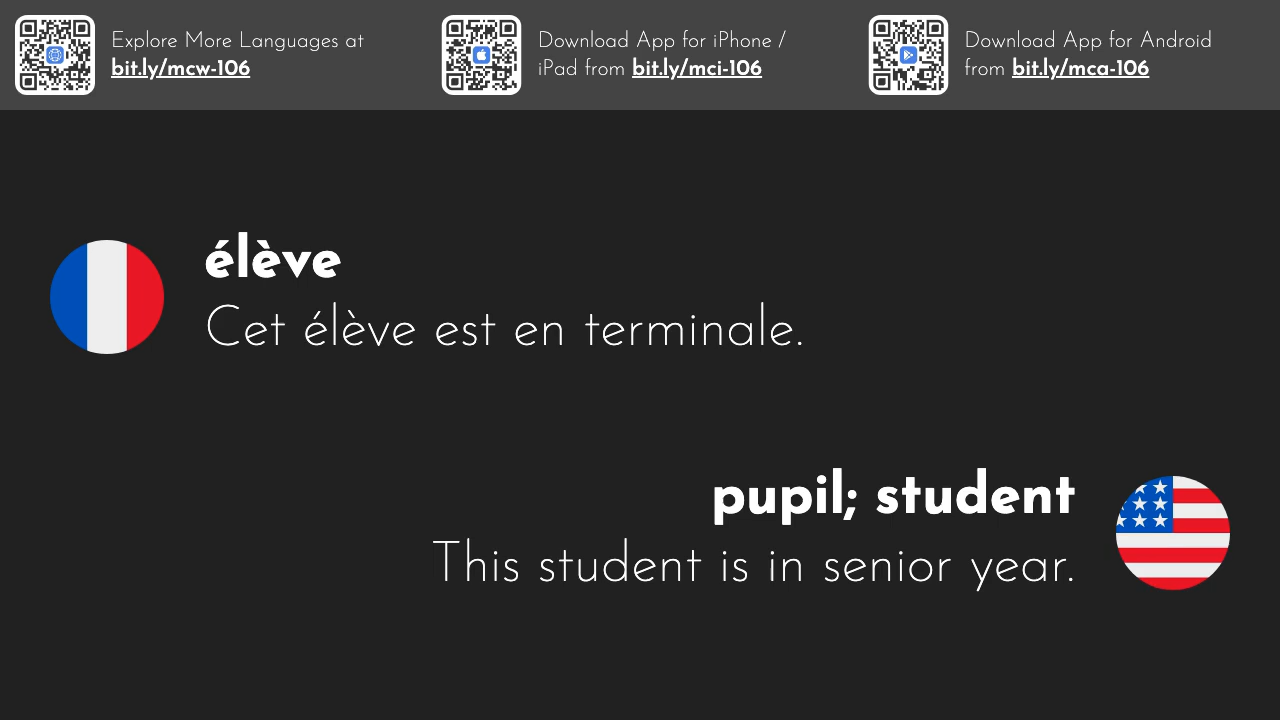 Explore More Languages at
bit.ly/mcw-106
Download App for iPhone /
iPad from bit.ly/mci-106
Download App for Android
from bit.ly/mca-106
élève
Cet élève est en terminale.
pupil; student
This student is in senior year.